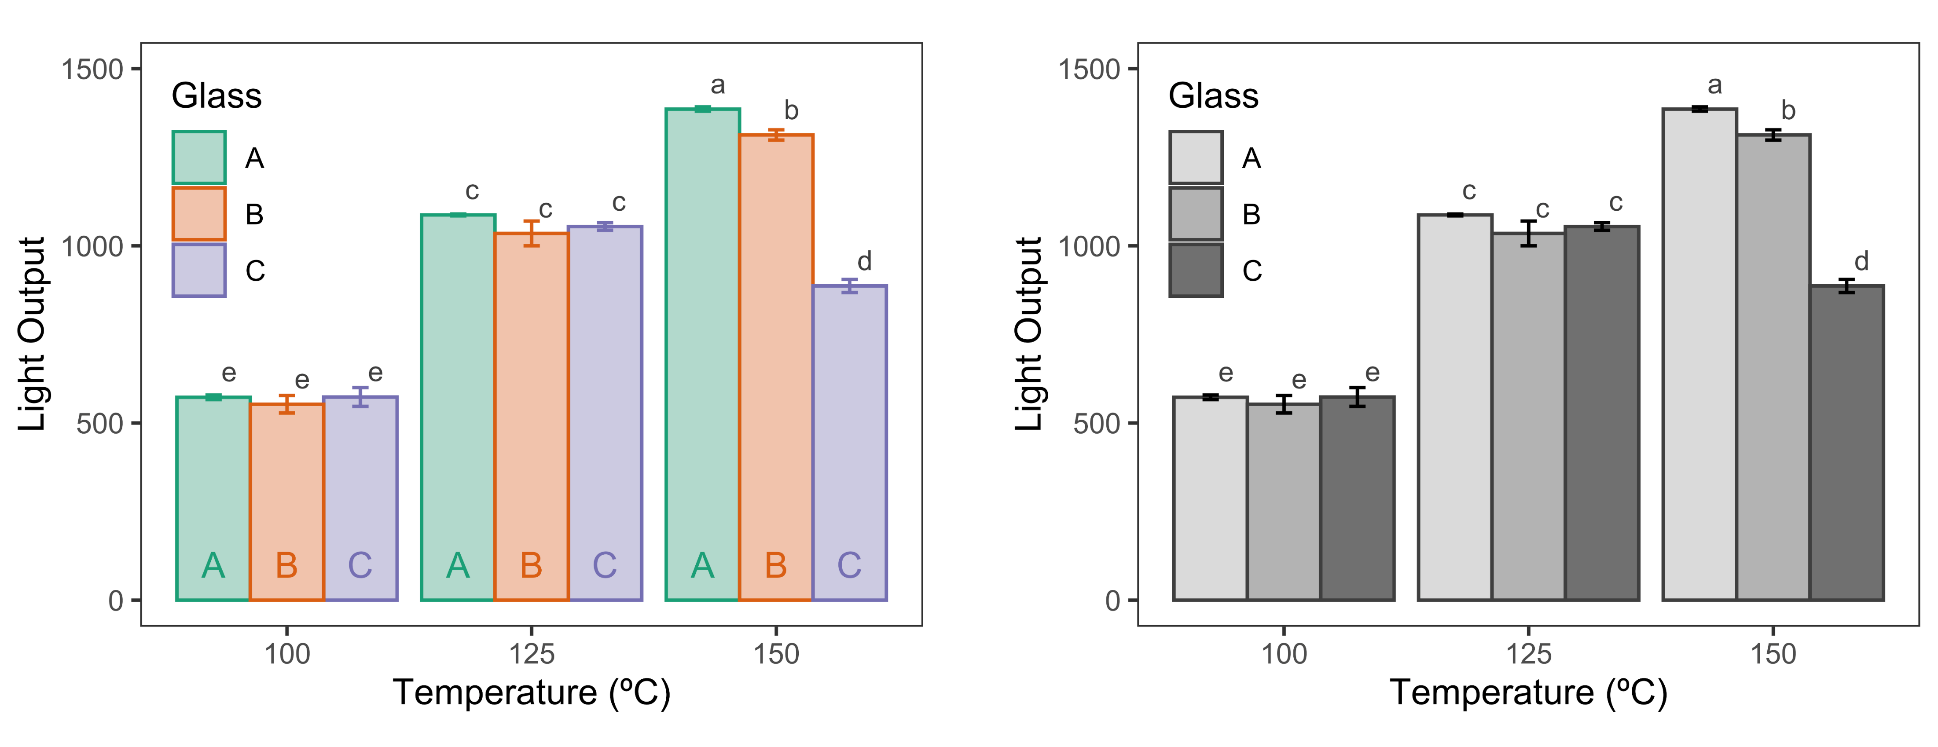 1500
1000
500
0
Light Output
Glass
A
B
C
e e e
c c c
a b d
A B C A B C A B C
100 125 150
Temperature (ºC)
1500
1000
500
0
Light Output
Glass
A
B
C
e e e
c c c
a b d
100 125 150
Temperature (ºC)